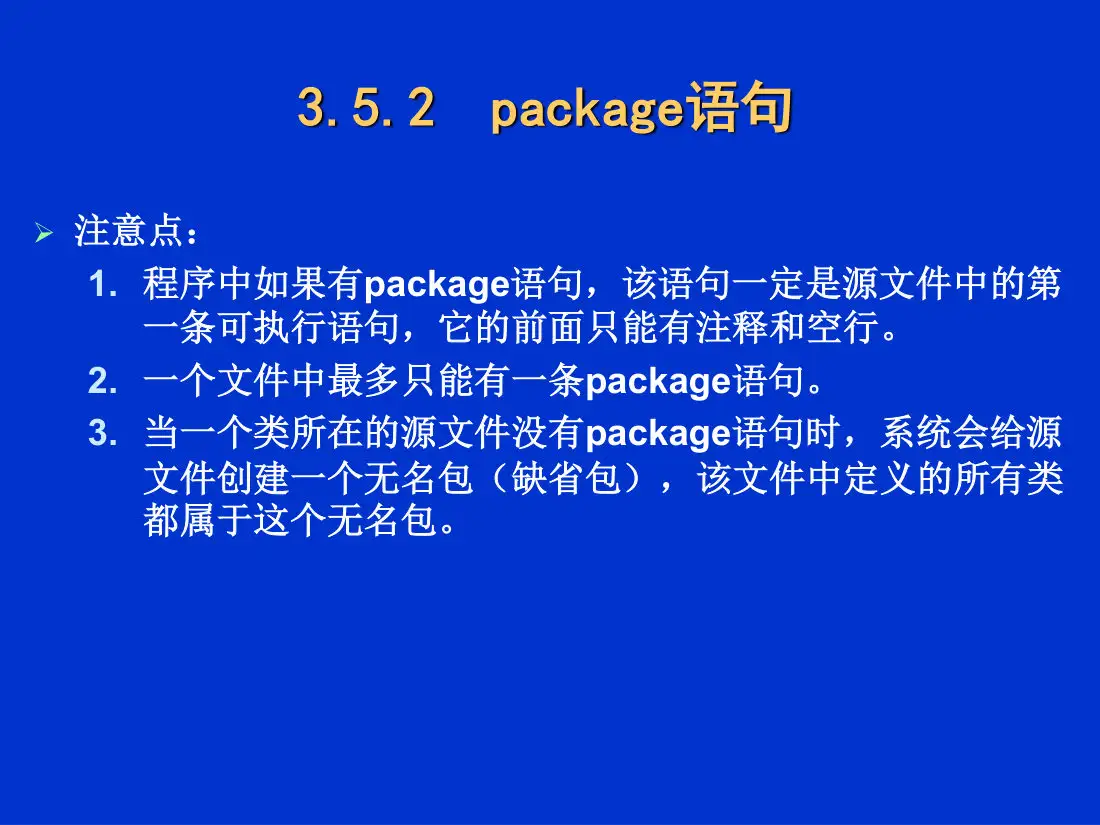 3.5.2 package语句
注意点：
1. 程序中如果有package语句，该语句一定是源文件中的第
一条可执行语句，它的前面只能有注释和空行。
2. 一个文件中最多只能有一条package语句。
3. 当一个类所在的源文件没有package语句时，系统会给源
文件创建一个无名包（缺省包），该文件中定义的所有类
都属于这个无名包。